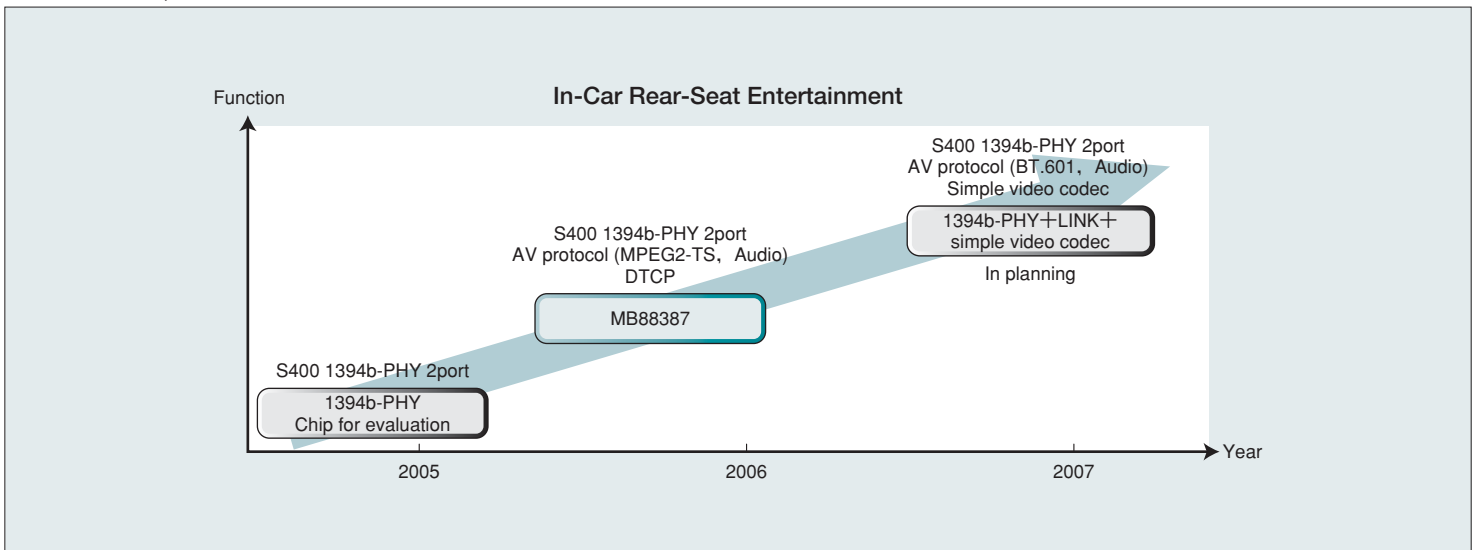 In-Car Rear-Seat Entertainment
Function
S400 1394b-PHY 2port
AV protocol (BT.601, Audio)
Simple video codec
1394b-PHY+LINK+
simple video codec
In planning
S400 1394b-PHY 2port
AV protocol (MPEG2-TS, Audio)
DTCP
MB88387
S400 1394b-PHY 2port
1394b-PHY
Chip for evaluation
Year
2005
2006
2007